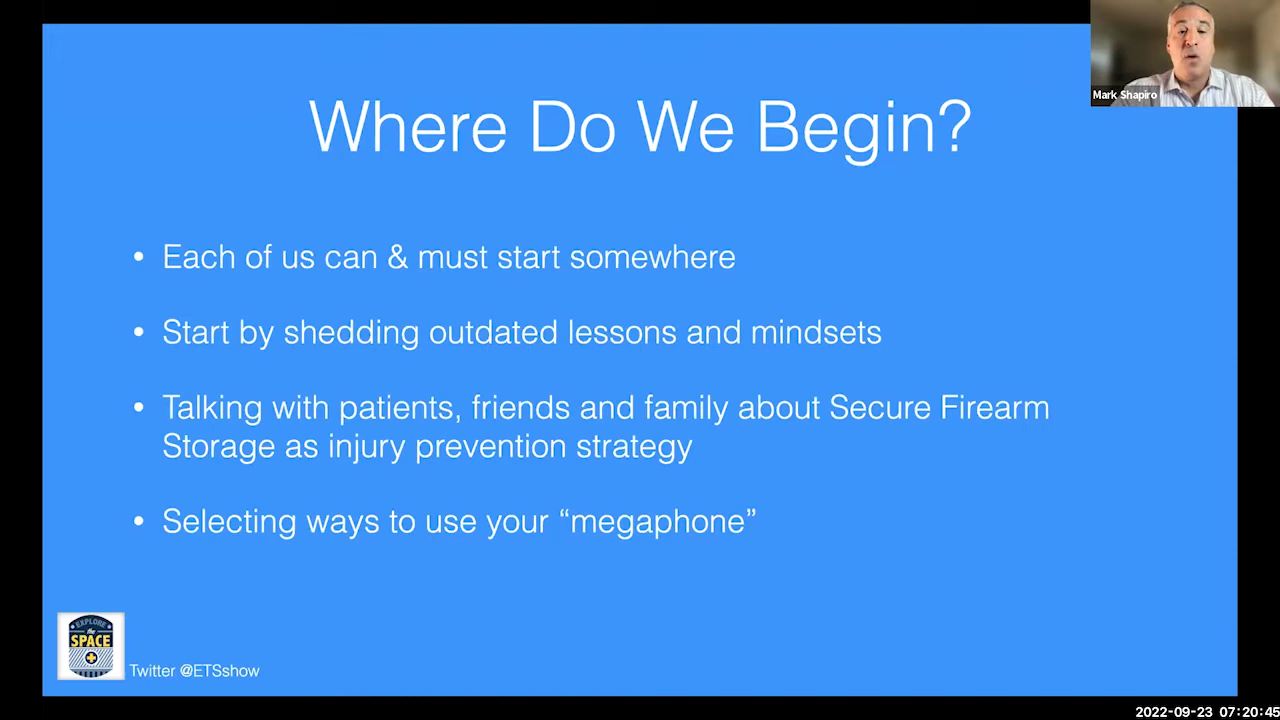 Where Do We Begin?
Mark Shapiro
• Each of us can & must start somewhere
• Start by shedding outdated lessons and mindsets
• Talking with patients, friends and family about Secure Firearm
Storage as injury prevention strategy
• Selecting ways to use your “megaphone”
EXPLORE
the
SPACE
Twitter @ETSshow
2022-09-23 07:20:45